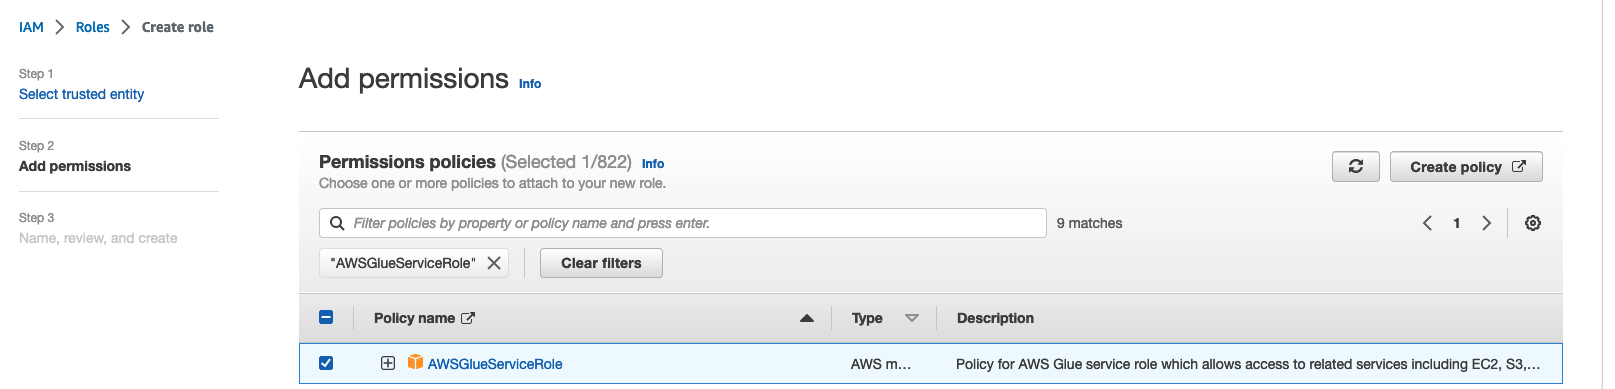 IAM > Roles > Create role
Step 1
Select trusted entity
Step 2
Add permissions
Step 3
Name, review, and create
Add permissions Info
Permissions policies (Selected 1/822) Info
Choose one or more policies to attach to your new role.
Create policy
Filter policies by property or policy name and press enter.
9 matches
1
"AWSGlueServiceRole"
Clear filters
Policy name Type Description
AWSGlueServiceRole AWS m... Policy for AWS Glue service role which allows access to related services including EC2, S3,...